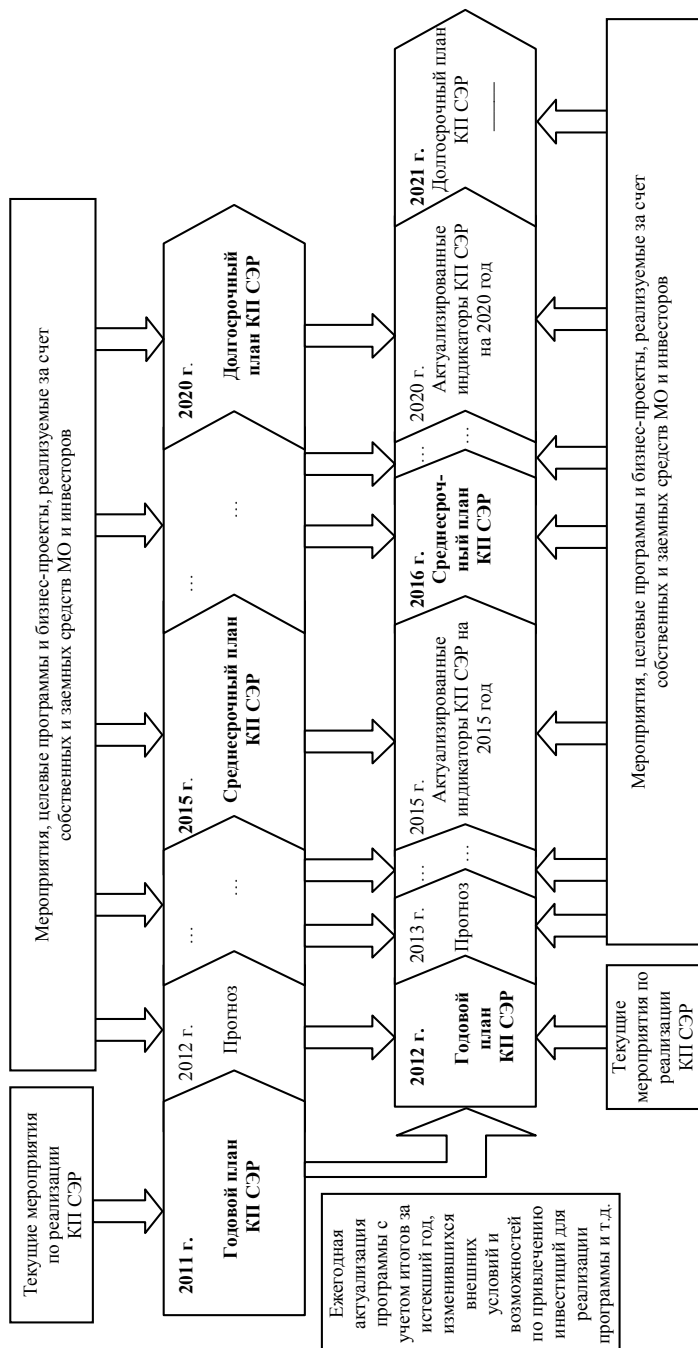 Текущие мероприятия
по реализации
КП СЭР
Мероприятия, целевые программы и бизнес-проекты, реализуемые за счет
собственных и заемных средств МО и инвесторов
2011 г.
Годовой план
КП СЭР
2012 г.
Прогноз
…
…
2015 г.
Среднесрочный план
КП СЭР
…
…
2020 г.
Долгосрочный
план КП СЭР
Ежегодная
актуализация
программы с
учетом итогов за
истекший год,
изменившихся
внешних
условий и
возможностей
по привлечению
инвестиций для
реализации
программы и т.д.
2012 г.
Годовой
план
КП СЭР
2013 г.
Прогноз
…
…
2015 г.
Актуализированные
индикаторы КП СЭР на
2015 год
2016 г.
Среднесроч-
ный план
КП СЭР
…
…
2020 г.
Актуализированные
индикаторы КП СЭР
на 2020 год
2021 г.
Долгосрочный план
КП СЭР
Текущие
мероприятия по
реализации
КП СЭР
Мероприятия, целевые программы и бизнес-проекты, реализуемые за счет
собственных и заемных средств МО и инвесторов